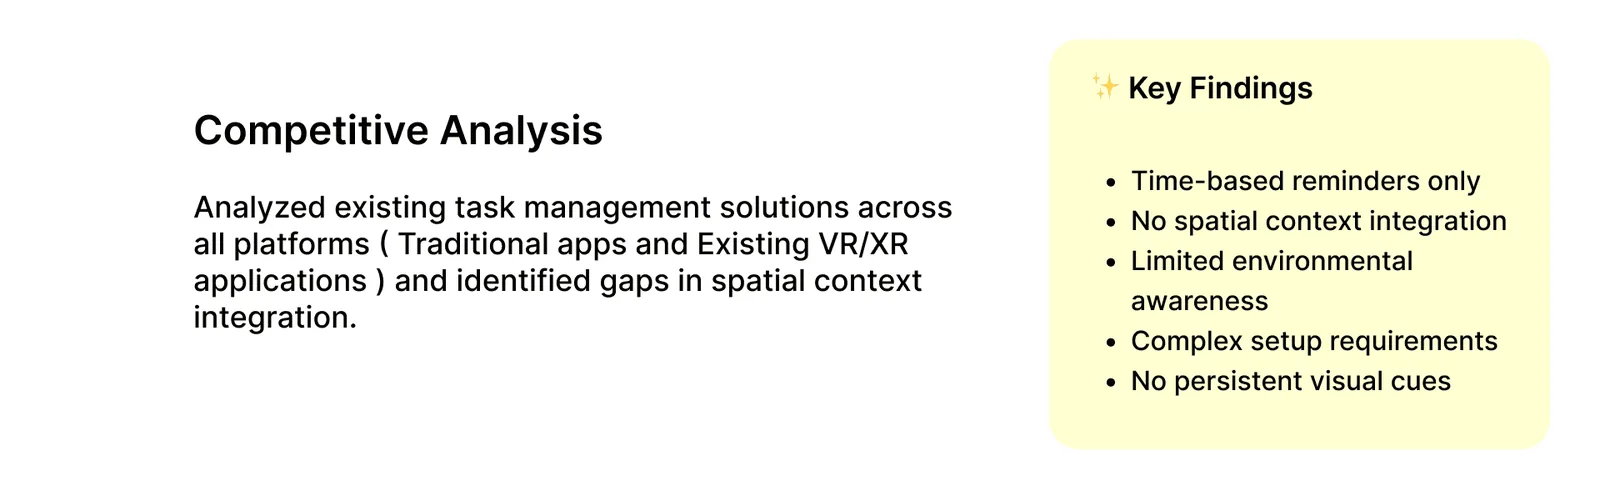 Competitive Analysis
Analyzed existing task management solutions across
all platforms ( Traditional apps and Existing VR/XR
applications ) and identified gaps in spatial context
integration.
✨ Key Findings
• Time-based reminders only
• No spatial context integration
• Limited environmental
awareness
• Complex setup requirements
• No persistent visual cues